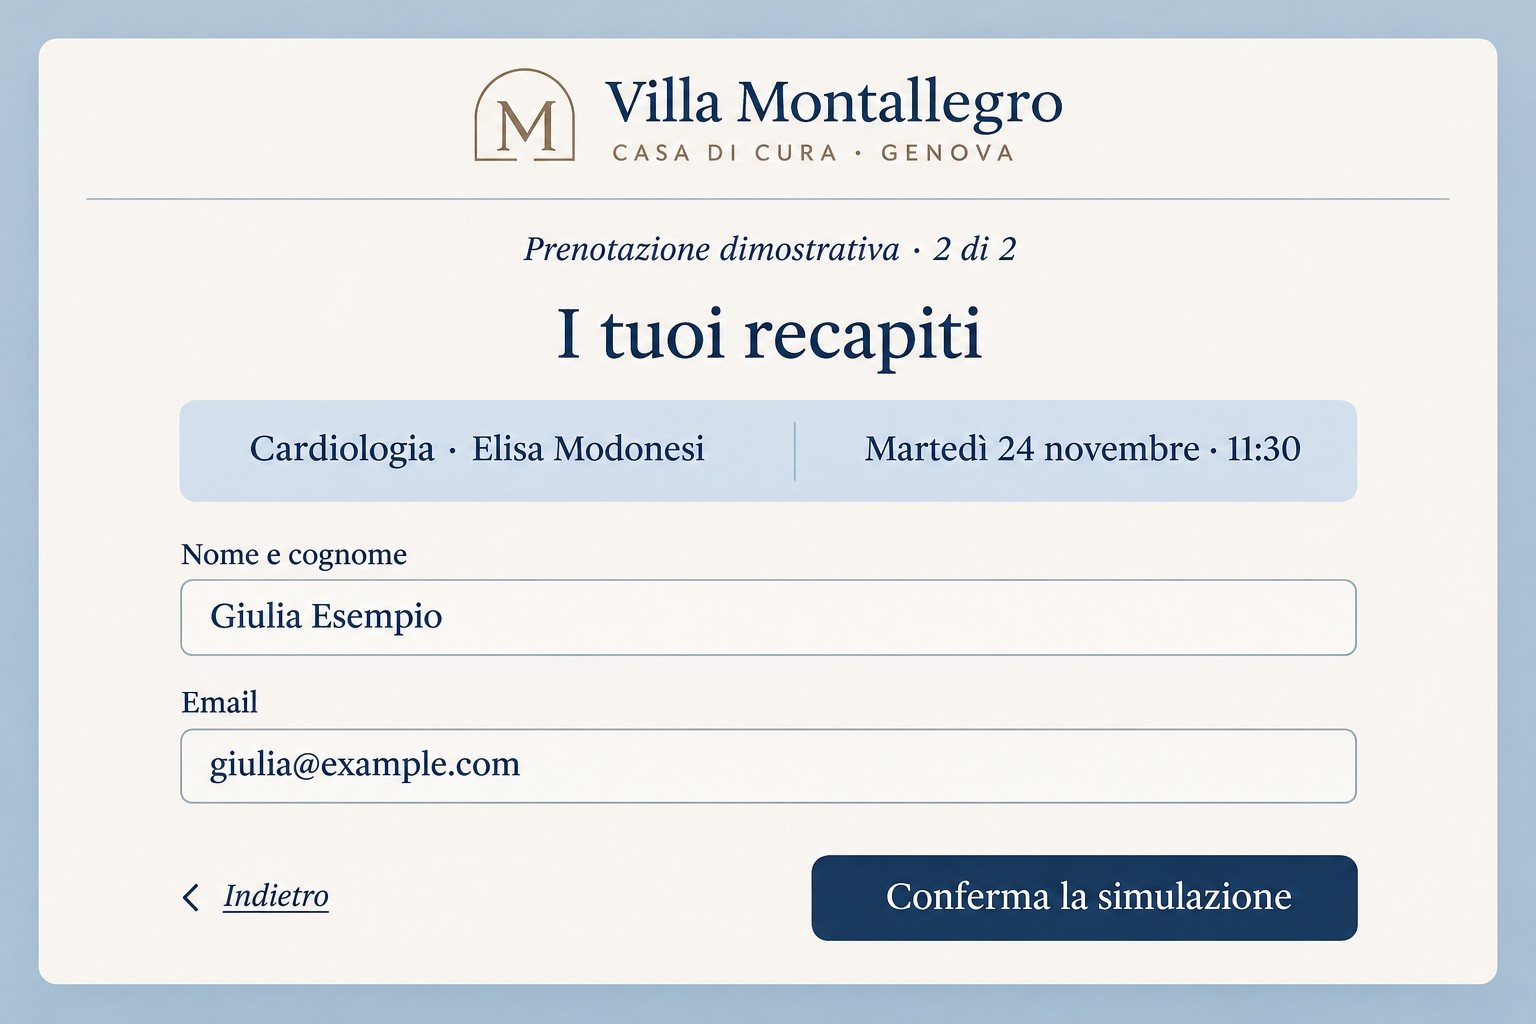 M
Villa Montallegro
CASA DI CURA · GENOVA
Prenotazione dimostrativa · 2 di 2
I tuoi recapiti
Cardiologia · Elisa Modonesi
Martedì 24 novembre · 11:30
Nome e cognome
Giulia Esempio
Email
giulia@example.com
Indietro
Conferma la simulazione